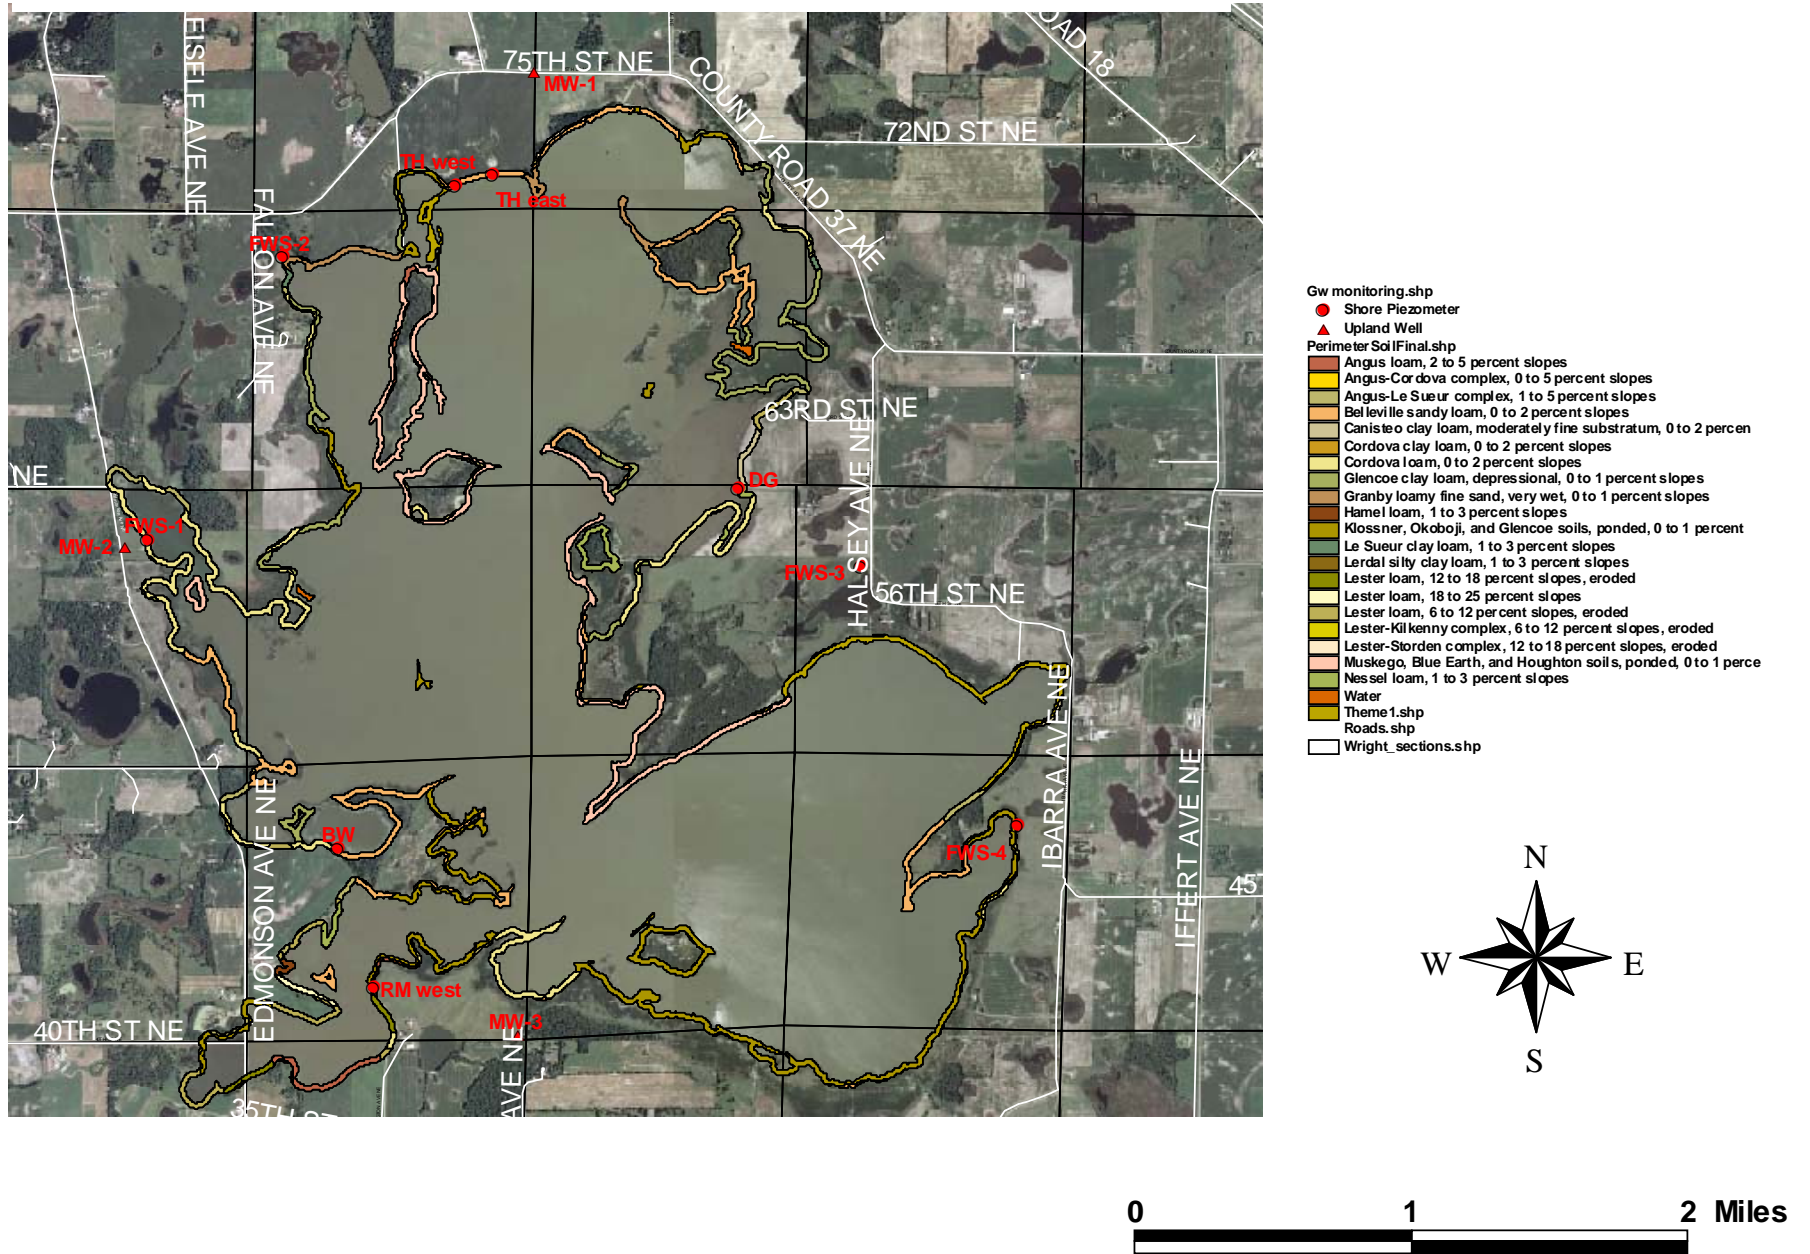 ROAD 18
EISELE AVE NE
75TH ST NE
MW-1
COUNTY ROAD 37 NE
72ND ST NE
TH west
TH east
FALLON AVE NE
FWS-2
63RD ST NE
HALSEY AVE NE
NE
DG
FWS-1
MW-2
FWS-3
56TH ST NE
IBARRA AVE NE
IFFERT AVE NE
EDMONSON AVE NE
BW
FWS-4
45
RM west
MW-3
40TH ST NE
AVE NE
35TH ST
Gw monitoring.shp
Shore Piezometer
Upland Well
PerimeterSoilFinal.shp
Angus loam, 2 to 5 percent slopes
Angus-Cordova complex, 0 to 5 percent slopes
Angus-Le Sueur complex, 1 to 5 percent slopes
Belleville sandy loam, 0 to 2 percent slopes
Canisteo clay loam, moderately fine substratum, 0 to 2 percen
Cordova clay loam, 0 to 2 percent slopes
Cordova loam, 0 to 2 percent slopes
Glencoe clay loam, depressional, 0 to 1 percent slopes
Granby loamy fine sand, very wet, 0 to 1 percent slopes
Hamel loam, 1 to 3 percent slopes
Klossner, Okoboji, and Glencoe soils, ponded, 0 to 1 percent
Le Sueur clay loam, 1 to 3 percent slopes
Lerdal silty clay loam, 1 to 3 percent slopes
Lester loam, 12 to 18 percent slopes, eroded
Lester loam, 18 to 25 percent slopes
Lester loam, 6 to 12 percent slopes, eroded
Lester-Kilkenny complex, 6 to 12 percent slopes, eroded
Lester-Storden complex, 12 to 18 percent slopes, eroded
Muskego, Blue Earth, and Houghton soils, ponded, 0 to 1 perce
Nessel loam, 1 to 3 percent slopes
Water
Theme1.shp
Roads.shp
Wright_sections.shp
N
W
E
S
0 1 2 Miles